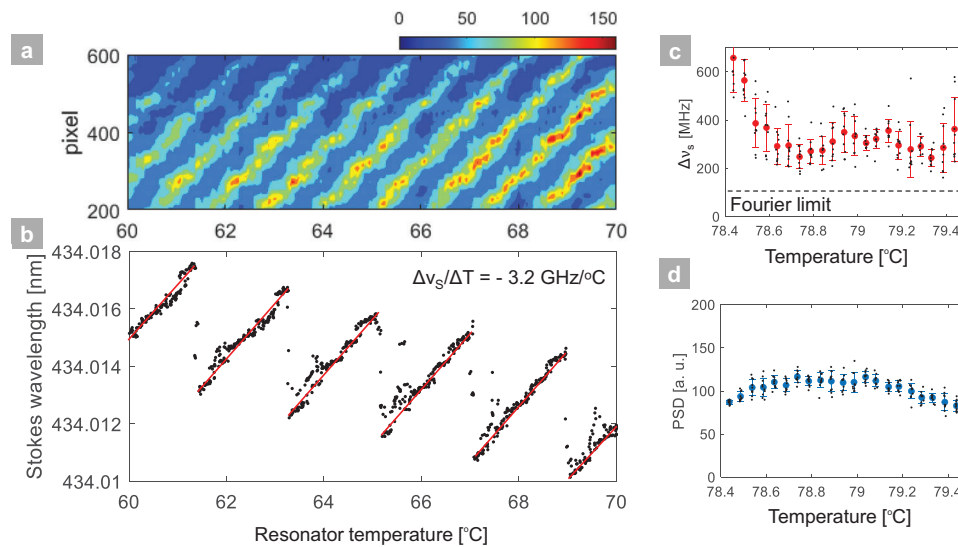 0 50 100 150
a
600
400
200
pixel
60 62 64 66 68 70
b
434.018
434.016
434.014
434.012
434.01
Stokes wavelength [nm]
Δνs/ΔT = - 3.2 GHz/°C
60 62 64 66 68 70
Resonator temperature [°C]
c
600
400
200
0
Δνs [MHz]
Fourier limit
78.4 78.6 78.8 79 79.2 79.4
Temperature [°C]
d
200
150
100
50
0
PSD [a. u.]
78.4 78.6 78.8 79 79.2 79.4
Temperature [°C]